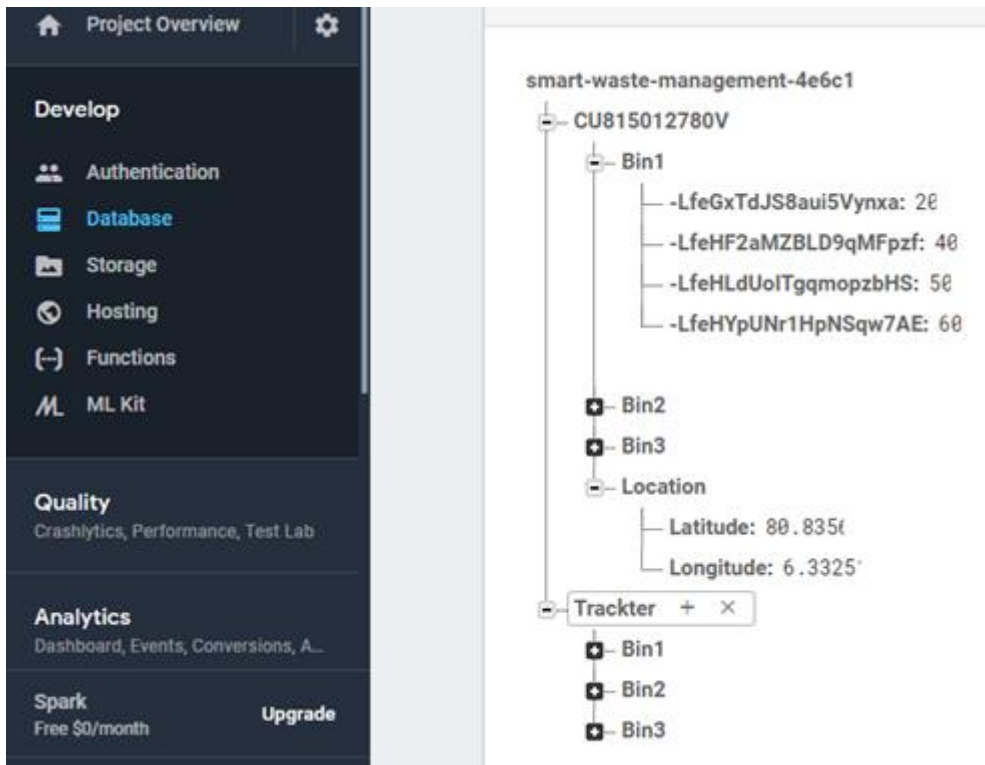 Project Overview
Develop
Authentication
Database
Storage
Hosting
Functions
ML Kit
Quality
Crashlytics, Performance, Test Lab
Analytics
Dashboard, Events, Conversions, A...
Spark
Free $0/month
Upgrade
smart-waste-management-4e6c1
CU815012780V
Bin1
-LfeGxTdJS8aui5Vynxa: 20
-LfeHF2aMZBLD9qMFpzf: 40
-LfeHLdUolTgqmopzbHS: 50
-LfeHYpUNr1HpNSqw7AE: 60
Bin2
Bin3
Location
Latitude: 80.8356
Longitude: 6.3325
Trackter + ×
Bin1
Bin2
Bin3